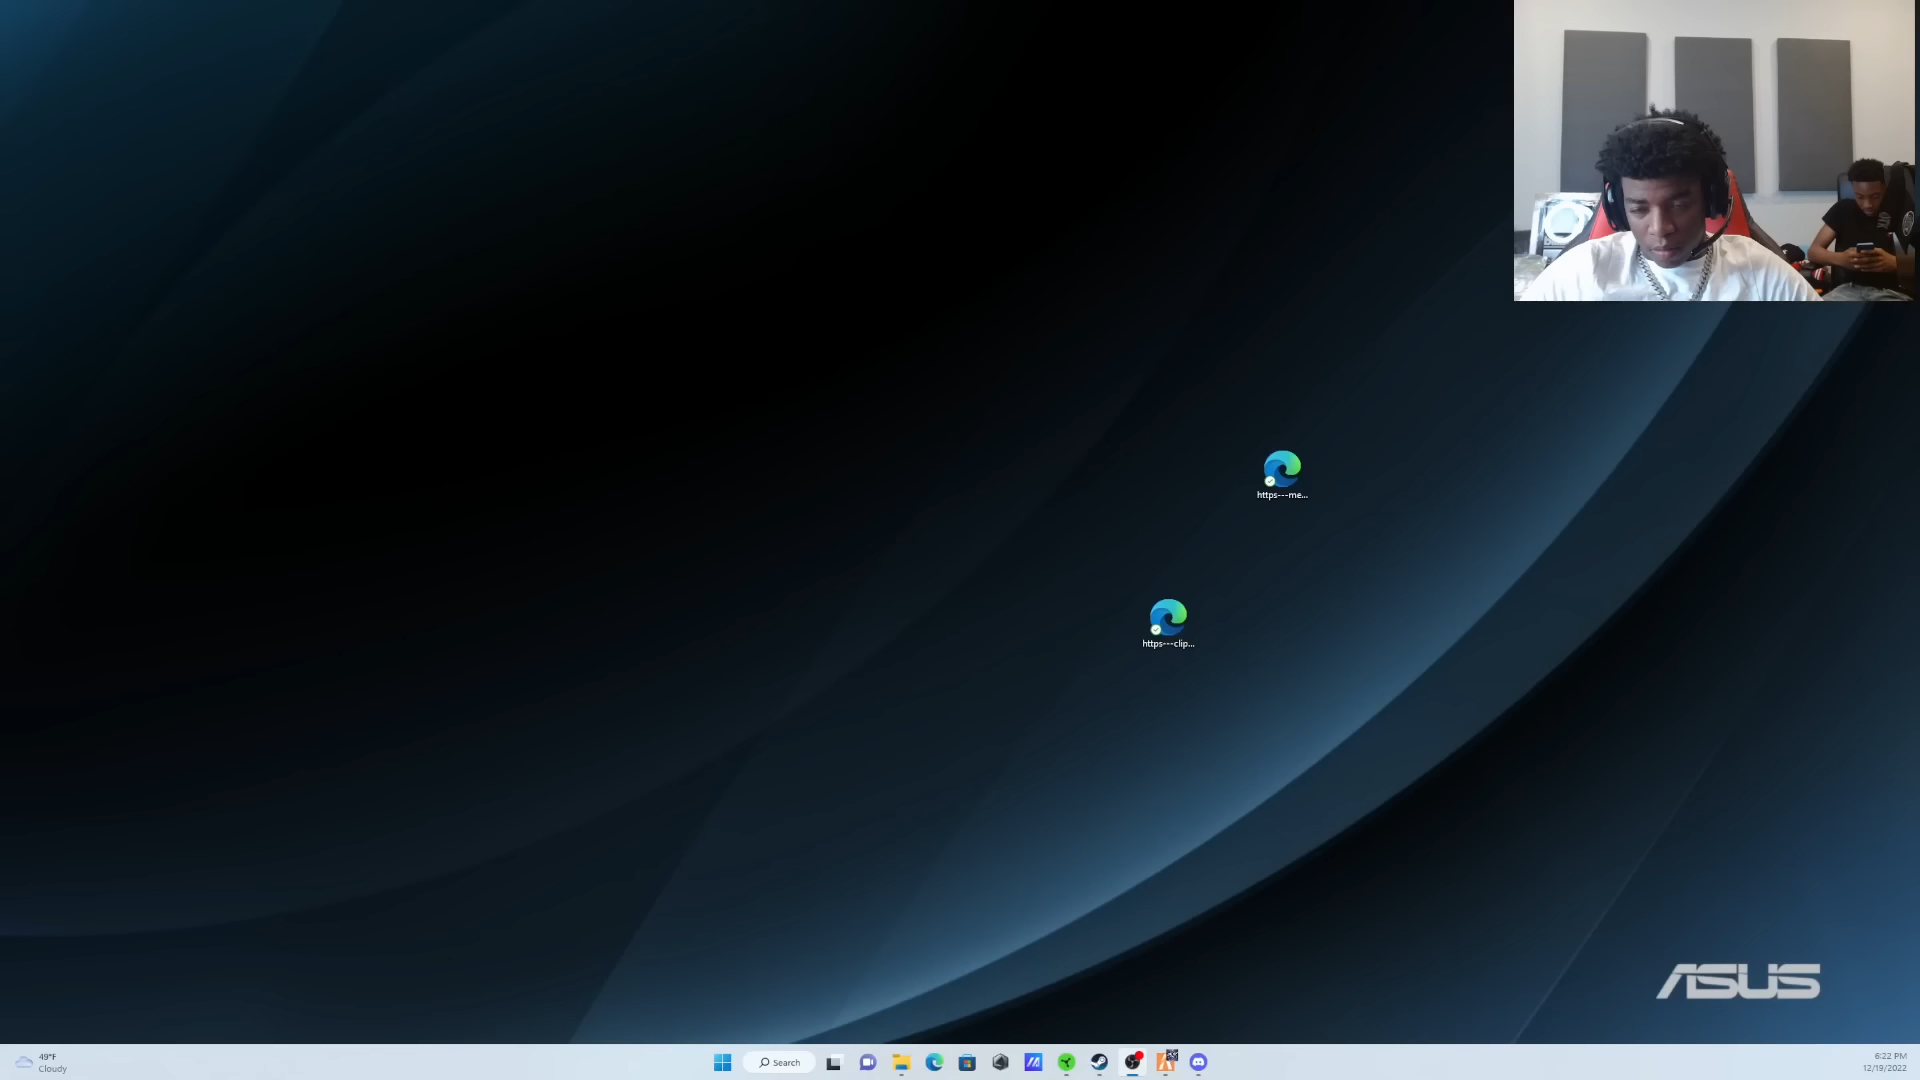 https---me...
https---clip...
ASUS
49°F
Cloudy
Search
6:22 PM
12/19/2022